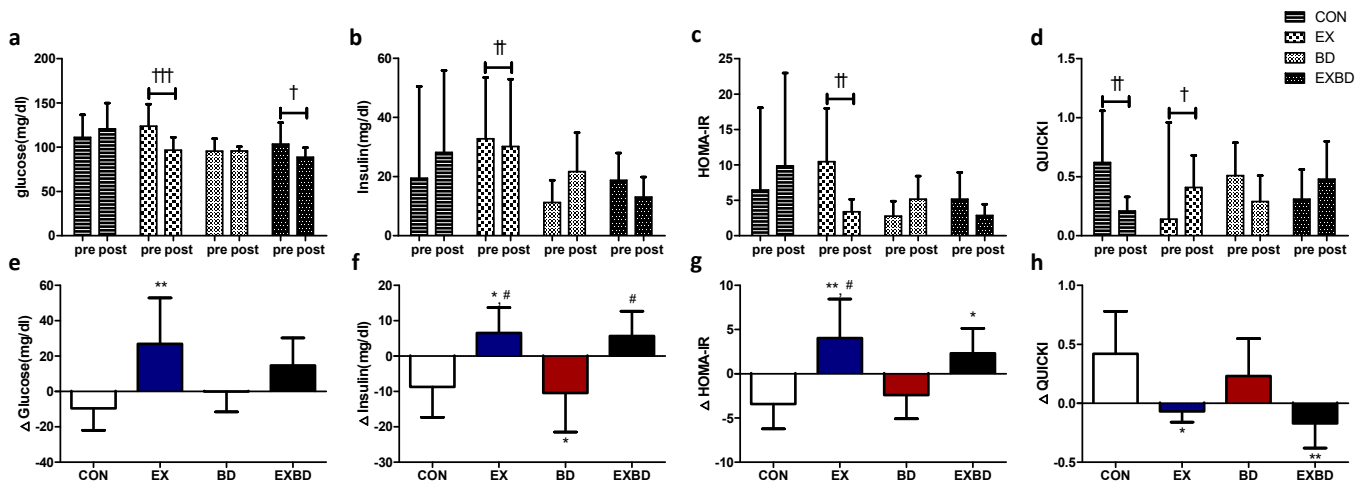 CON
EX
BD
EXBD
a
glucose(mg/dl)
200
150
100
50
0
†††
†
pre post pre post pre post pre post
b
Insulin(mg/dl)
60
40
20
0
††
pre post pre post pre post pre post
c
HOMA-IR
25
20
15
10
5
0
††
pre post pre post pre post pre post
d
QUICKI
1.5
1.0
0.5
0.0
††
†
pre post pre post pre post pre post
e
Δ Glucose(mg/dl)
60
40
20
0
-20
-40
**
CON EX BD EXBD
f
Δ Insulin(mg/dl)
20
10
0
-10
-20
-30
*, #
#
*
CON EX BD EXBD
g
Δ HOMA-IR
10
5
0
-5
-10
**, #
*
CON EX BD EXBD
h
Δ QUICKI
1.0
0.5
0.0
-0.5
*
**
CON EX BD EXBD